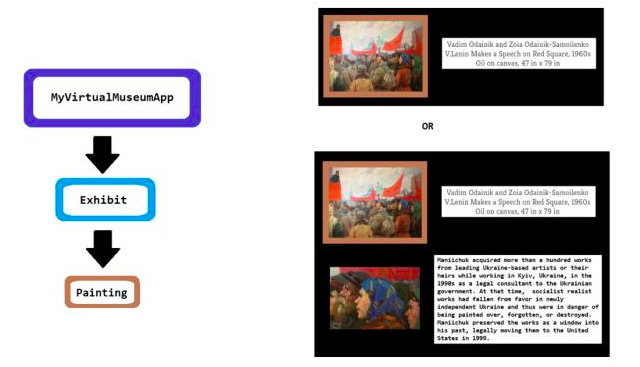 MyVirtualMuseumApp
Exhibit
Painting
Vadim Odainik and Zoia Odainik-Samoilenko
V.Lenin Makes a Speech on Red Square, 1960s
Oil on canvas, 47 in x 79 in
OR
Vadim Odainik and Zoia Odainik-Samoilenko
V.Lenin Makes a Speech on Red Square, 1960s
Oil on canvas, 47 in x 79 in
Maniichuk acquired more than a hundred works
from leading Ukraine-based artists or their
heirs while working in Kyiv, Ukraine, in the
1990s as a legal consultant to the Ukrainian
government. At that time, socialist realist
works had fallen from favor in newly
independent Ukraine and thus were in danger of
being painted over, forgotten, or destroyed.
Maniichuk preserved the works as a window into
his past, legally moving them to the United
States in 1999.